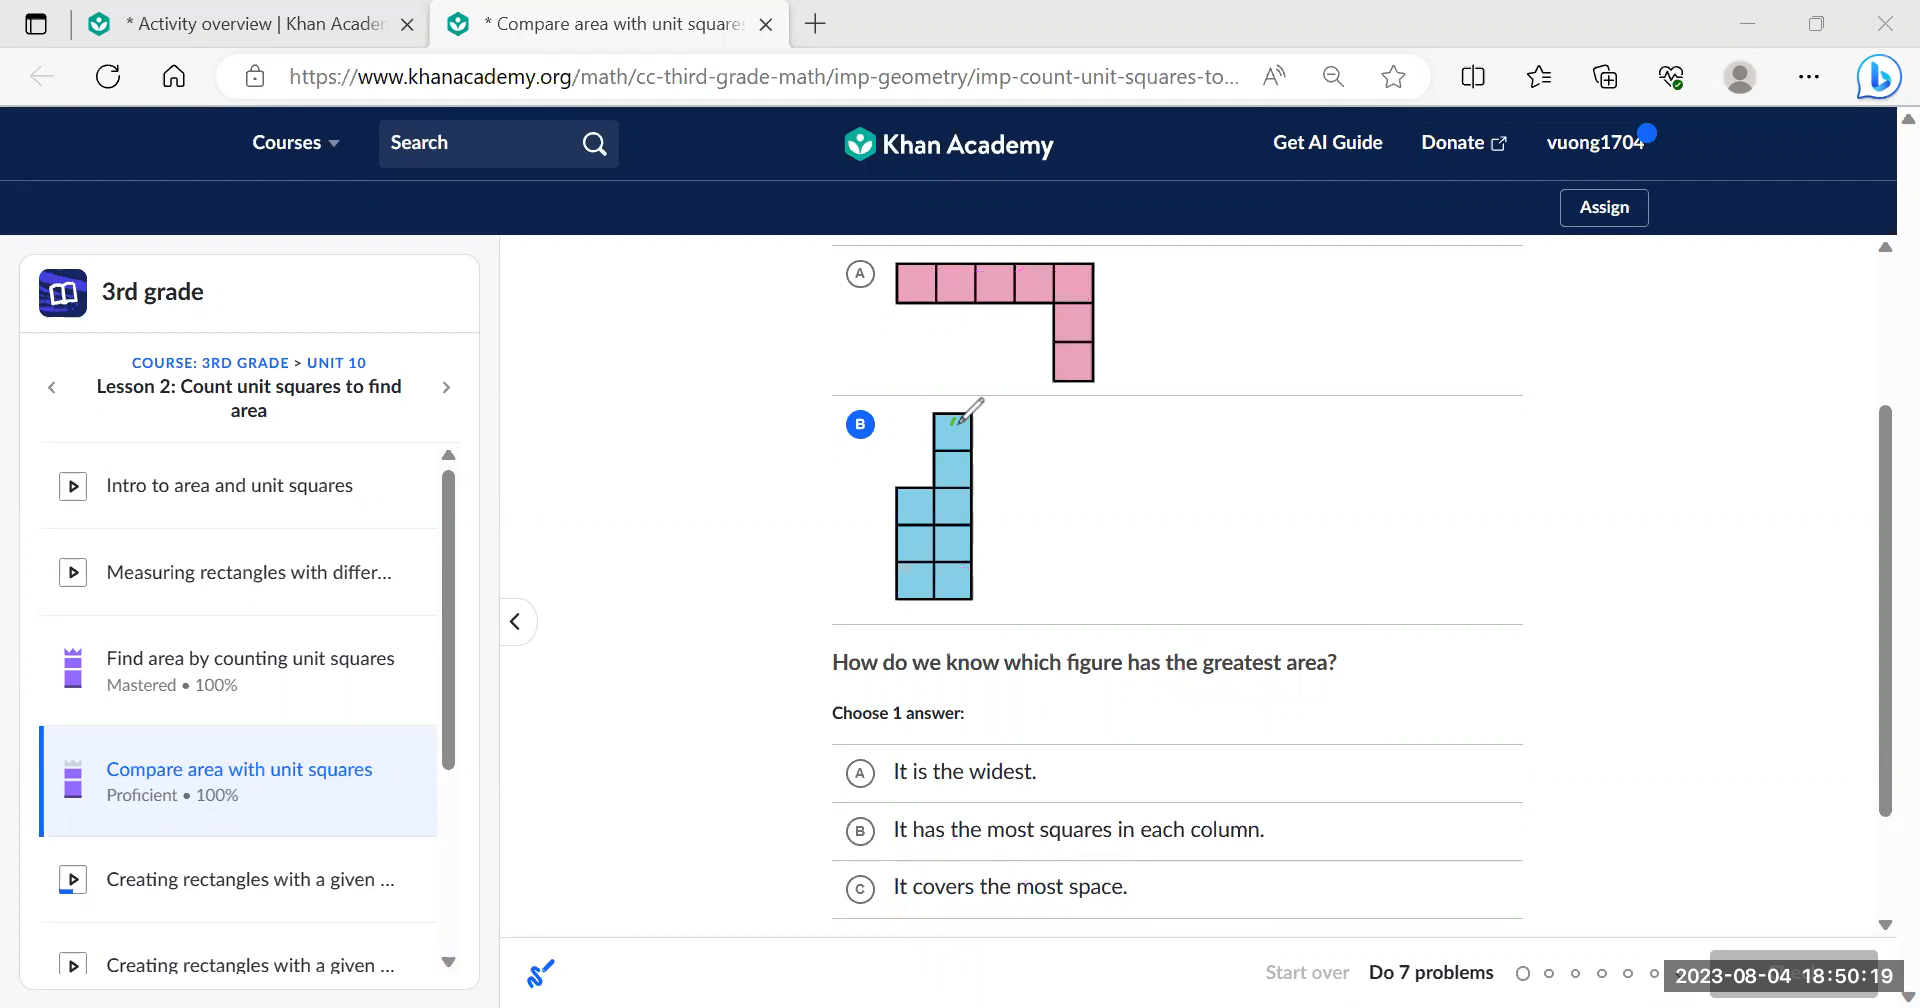 * Activity overview | Khan Acade
* Compare area with unit square
https://www.khanacademy.org/math/cc-third-grade-math/imp-geometry/imp-count-unit-squares-to...
Courses
Search
Khan Academy
Get AI Guide
Donate
vuong1704
Assign
3rd grade
COURSE: 3RD GRADE > UNIT 10
Lesson 2: Count unit squares to find
area
Intro to area and unit squares
Measuring rectangles with differ...
Find area by counting unit squares
Mastered • 100%
Compare area with unit squares
Proficient • 100%
Creating rectangles with a given ...
Creating rectangles with a given ...
A
B
How do we know which figure has the greatest area?
Choose 1 answer:
A It is the widest.
B It has the most squares in each column.
C It covers the most space.
Start over
Do 7 problems
2023-08-04 18:50:19